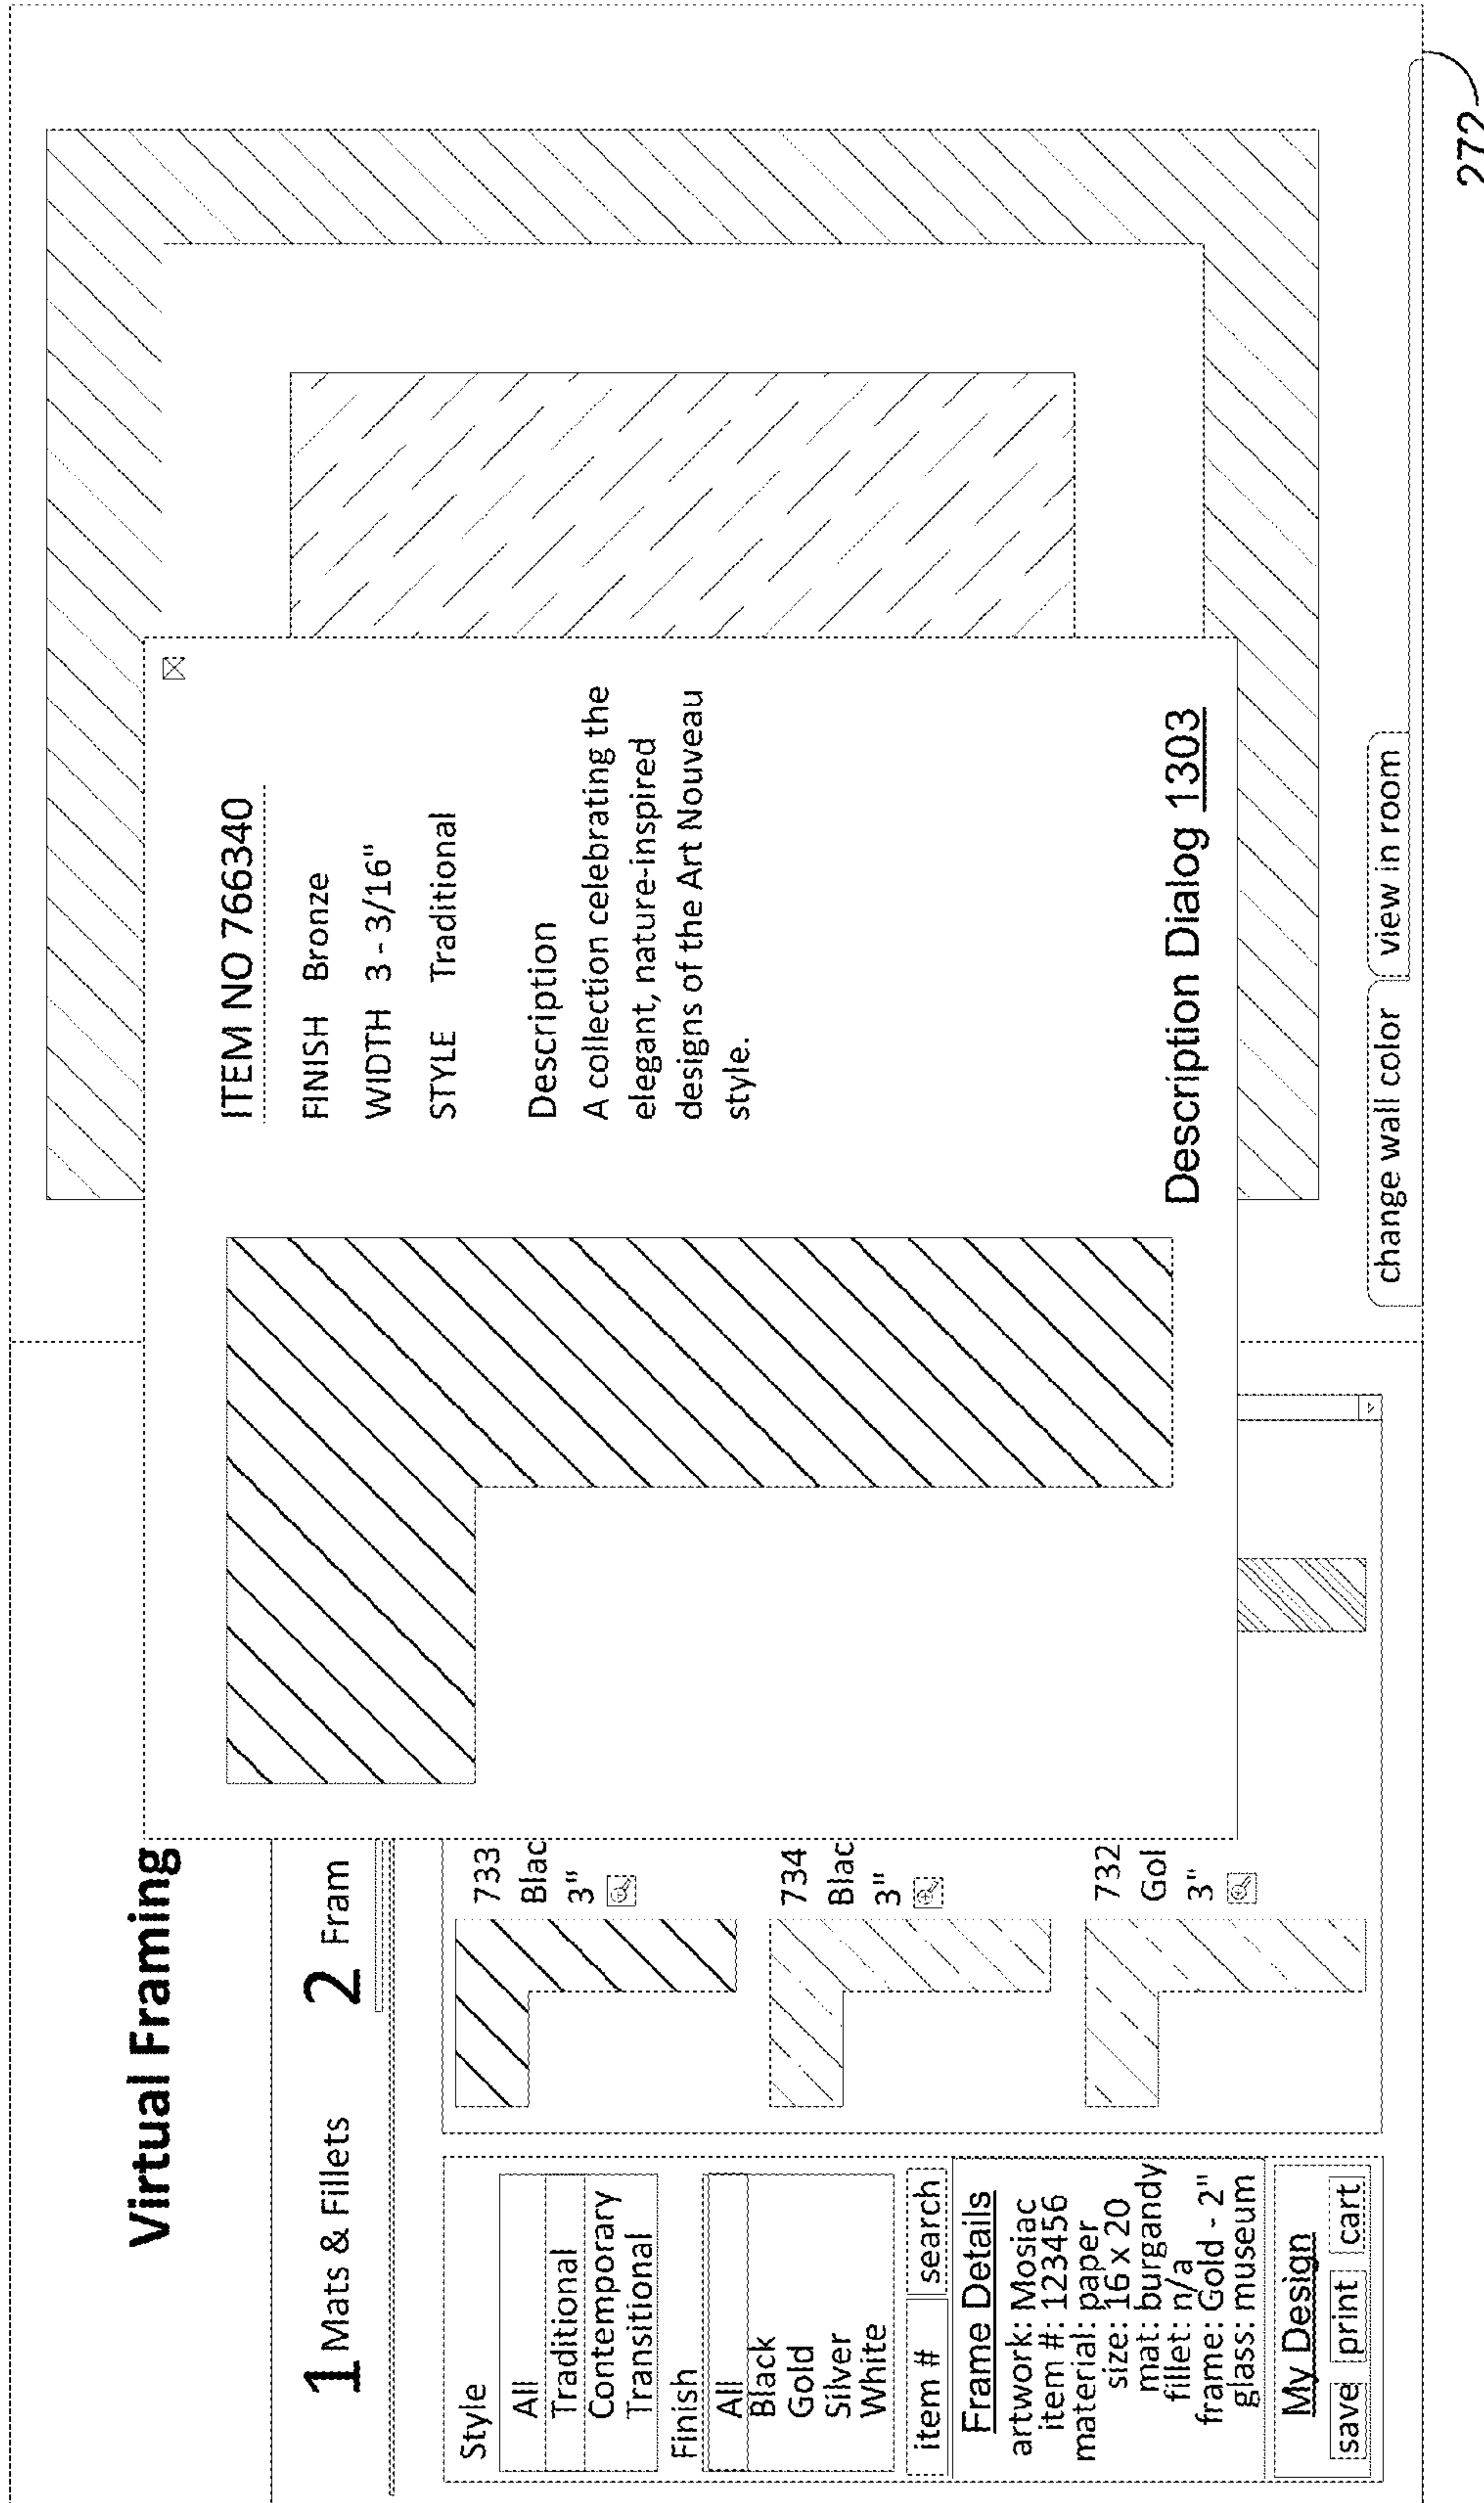 Virtual Framing
1 Mats & Fillets
2 Fram
Style
All
Traditional
Contemporary
Transitional
Finish
All
Black
Gold
Silver
White
item #
search
Frame Details
artwork: Mosiac
item #: 123456
material: paper
size: 16 x 20
mat: burgandy
fillet: n/a
frame: Gold - 2"
glass: museum
My Design
save
print
cart
733
Blac
3"
734
Blac
3"
732
Gol
3"
ITEM NO 766340
FINISH Bronze
WIDTH 3 - 3/16"
STYLE Traditional
Description
A collection celebrating the
elegant, nature-inspired
designs of the Art Nouveau
style.
Description Dialog 1303
change wall color
view in room
272